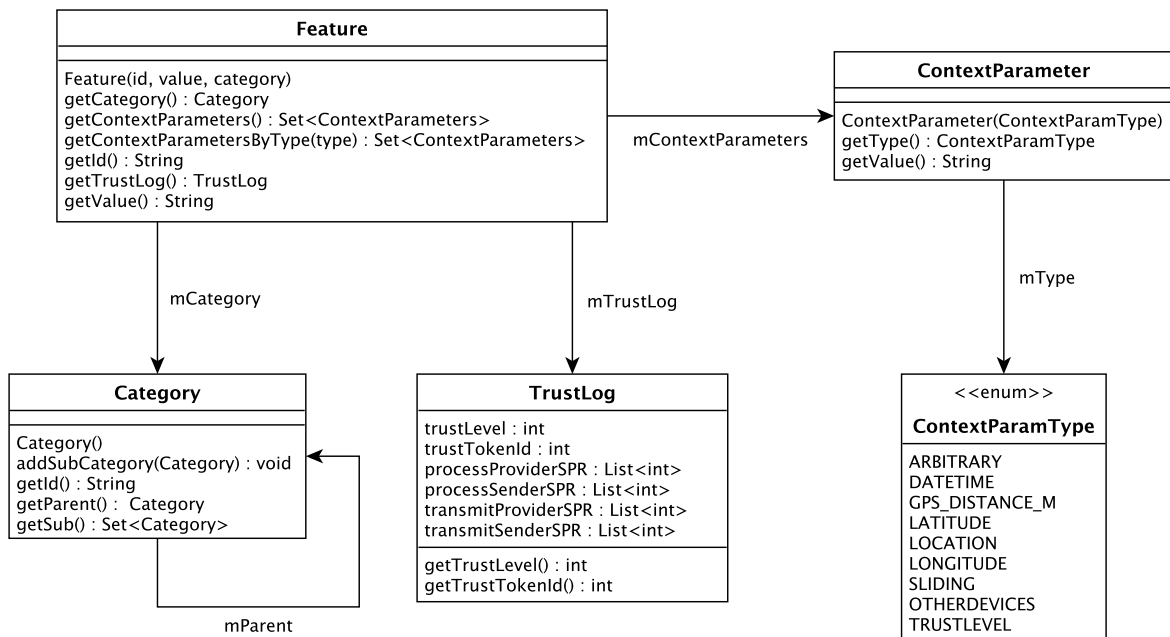 Feature
Feature(id, value, category)
getCategory() : Category
getContextParameters() : Set<ContextParameters>
getContextParametersByType(type) : Set<ContextParameters>
getId() : String
getTrustLog() : TrustLog
getValue() : String
mContextParameters
ContextParameter
ContextParameter(ContextParamType)
getType() : ContextParamType
getValue() : String
mCategory
mTrustLog
mType
Category
Category()
addSubCategory(Category) : void
getId() : String
getParent() :  Category
getSub() : Set<Category>
mParent
TrustLog
trustLevel : int
trustTokenId : int
processProviderSPR : List<int>
processSenderSPR : List<int>
transmitProviderSPR : List<int>
transmitSenderSPR : List<int>
getTrustLevel() : int
getTrustTokenId() : int
<<enum>>
ContextParamType
ARBITRARY
DATETIME
GPS_DISTANCE_M
LATITUDE
LOCATION
LONGITUDE
SLIDING
OTHERDEVICES
TRUSTLEVEL